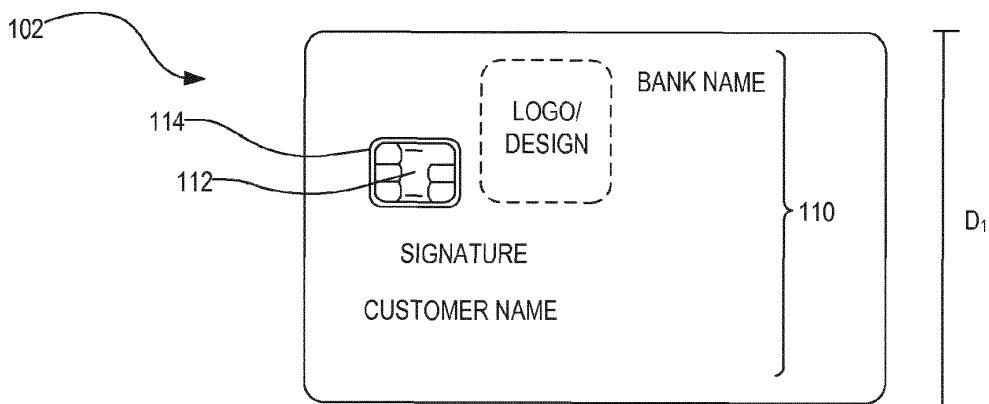 102
BANK NAME
LOGO/
DESIGN
114
112
110
D₁
SIGNATURE
CUSTOMER NAME